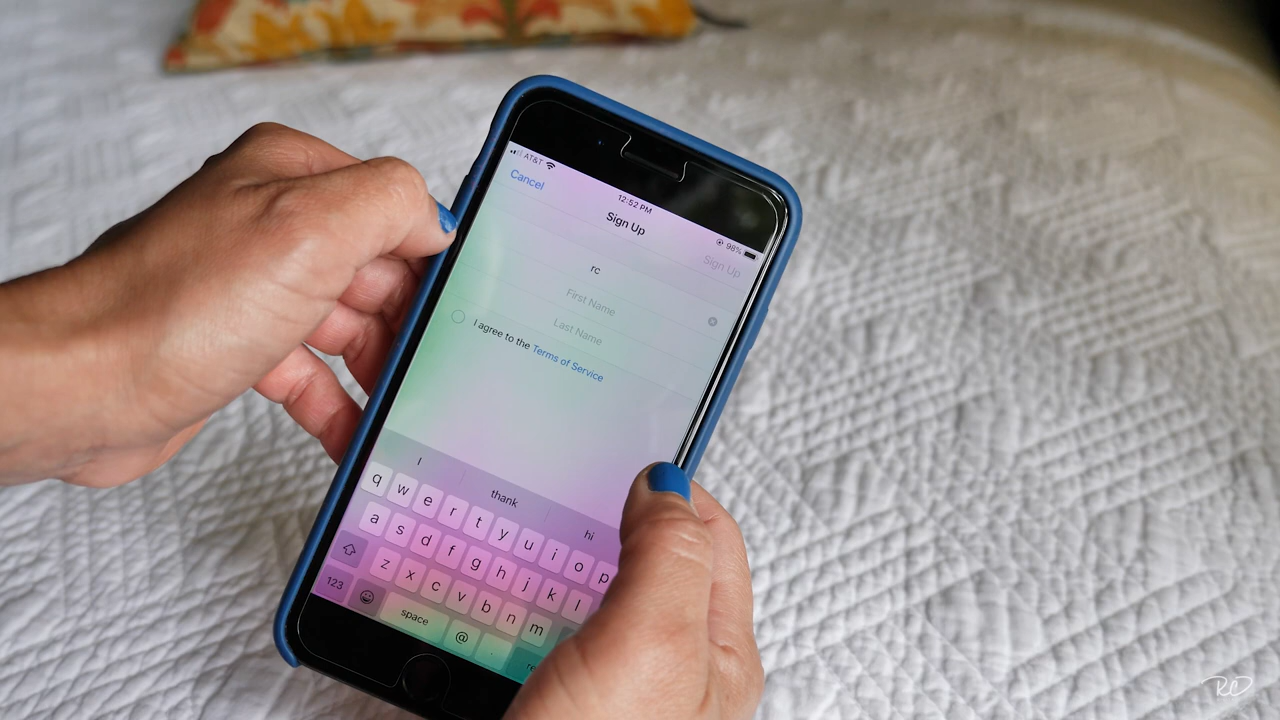 AT&T
12:52 PM
98%
Cancel
Sign Up
Sign Up
rc
First Name
Last Name
I agree to the Terms of Service
I thank hi
q w e r t y u i o p
a s d f g h j k l
z x c v b n m
123 space @ .